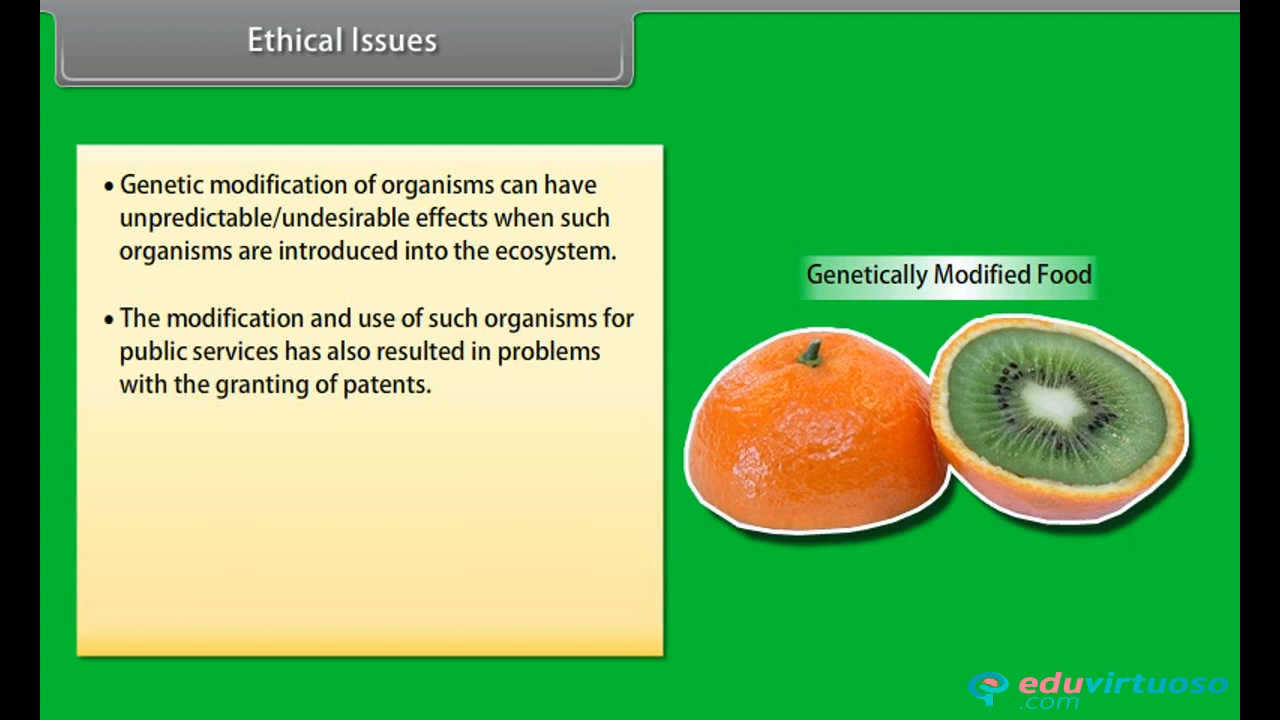 Ethical Issues
• Genetic modification of organisms can have
unpredictable/undesirable effects when such
organisms are introduced into the ecosystem.
• The modification and use of such organisms for
public services has also resulted in problems
with the granting of patents.
Genetically Modified Food
eduvirtuoso
.com